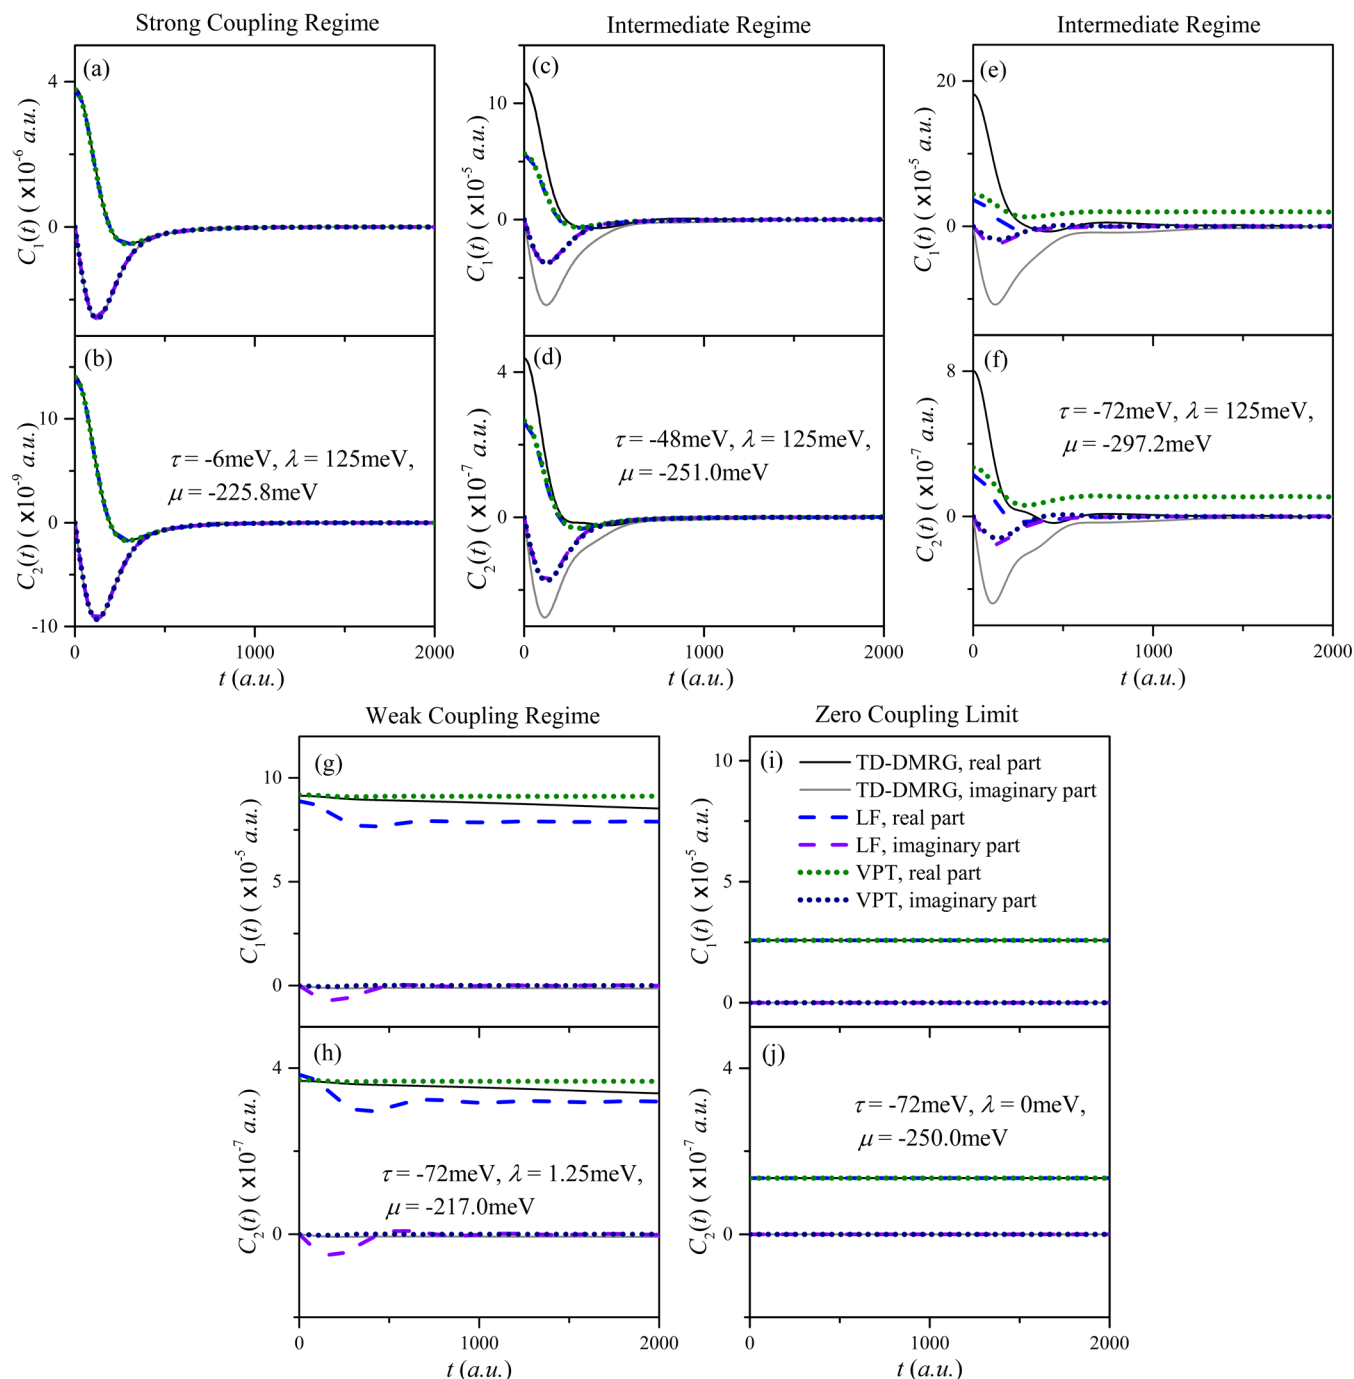 Strong Coupling Regime
Intermediate Regime
Intermediate Regime
(a)
4
0
C₁(t) ( x10⁻⁶ a.u.)
(b)
10
0
-10
C₂(t) ( x10⁻⁹ a.u.)
τ = -6meV, λ = 125meV,
μ = -225.8meV
0
1000
2000
t (a.u.)
(c)
10
0
C₁(t) ( x10⁻⁵ a.u.)
(d)
4
0
C₂(t) ( x10⁻⁷ a.u.)
τ = -48meV, λ = 125meV,
μ = -251.0meV
0
1000
2000
t (a.u.)
(e)
20
0
C₁(t) ( x10⁻⁵ a.u.)
(f)
8
0
C₂(t) ( x10⁻⁷ a.u.)
τ = -72meV, λ = 125meV,
μ = -297.2meV
0
1000
2000
t (a.u.)
Weak Coupling Regime
Zero Coupling Limit
(g)
10
5
0
C₁(t) ( x10⁻⁵ a.u.)
(h)
4
0
C₂(t) ( x10⁻⁷ a.u.)
τ = -72meV, λ = 1.25meV,
μ = -217.0meV
0
1000
2000
t (a.u.)
(i)
TD-DMRG, real part
TD-DMRG, imaginary part
LF, real part
LF, imaginary part
VPT, real part
VPT, imaginary part
10
5
0
C₁(t) ( x10⁻⁵ a.u.)
(j)
4
0
C₂(t) ( x10⁻⁷ a.u.)
τ = -72meV, λ = 0meV,
μ = -250.0meV
0
1000
2000
t (a.u.)